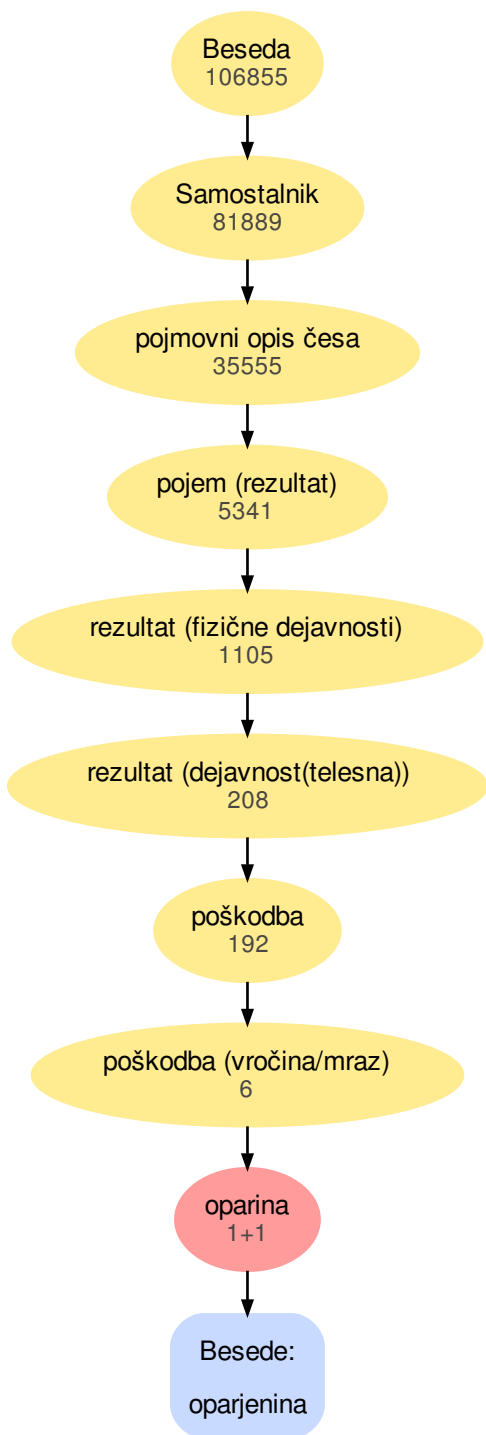 Beseda
106855
Samostalnik
81889
pojmovni opis česa
35555
pojem (rezultat)
5341
rezultat (fizične dejavnosti)
1105
rezultat (dejavnost(telesna))
208
poškodba
192
poškodba (vročina/mraz)
6
oparina
1+1
Besede:
oparjenina